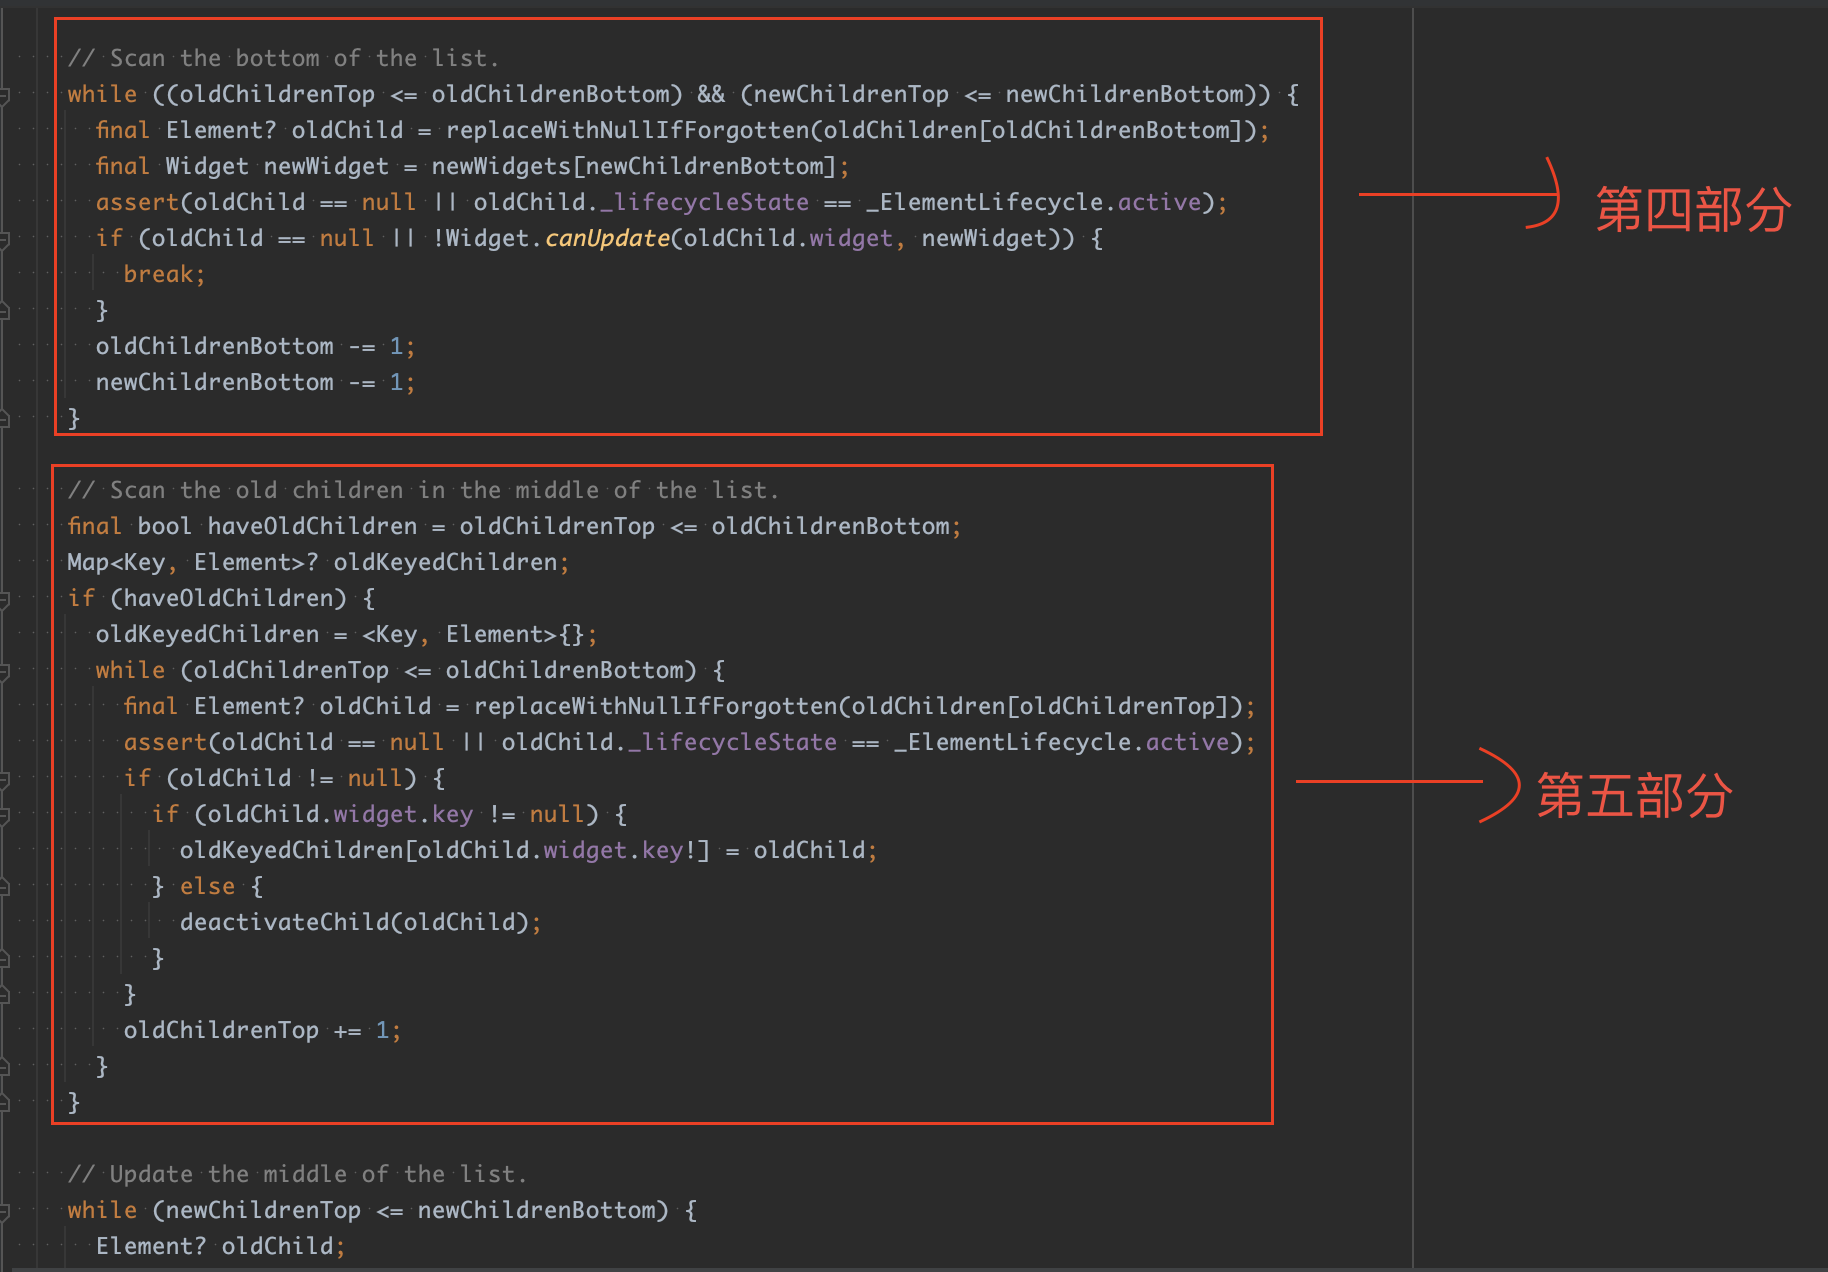 // Scan the bottom of the list.
while ((oldChildrenTop <= oldChildrenBottom) && (newChildrenTop <= newChildrenBottom)) {
  final Element? oldChild = replaceWithNullIfForgotten(oldChildren[oldChildrenBottom]);
  final Widget newWidget = newWidgets[newChildrenBottom];
  assert(oldChild == null || oldChild._lifecycleState == _ElementLifecycle.active);
第四部分
  if (oldChild == null || !Widget.canUpdate(oldChild.widget, newWidget)) {
    break;
  }
  oldChildrenBottom -= 1;
  newChildrenBottom -= 1;
}
// Scan the old children in the middle of the list.
final bool haveOldChildren = oldChildrenTop <= oldChildrenBottom;
Map<Key, Element>? oldKeyedChildren;
if (haveOldChildren) {
  oldKeyedChildren = <Key, Element>{};
  while (oldChildrenTop <= oldChildrenBottom) {
    final Element? oldChild = replaceWithNullIfForgotten(oldChildren[oldChildrenTop]);
    assert(oldChild == null || oldChild._lifecycleState == _ElementLifecycle.active);
    if (oldChild != null) {
第五部分
      if (oldChild.widget.key != null) {
        oldKeyedChildren[oldChild.widget.key!] = oldChild;
      } else {
        deactivateChild(oldChild);
      }
    }
    oldChildrenTop += 1;
  }
}
// Update the middle of the list.
while (newChildrenTop <= newChildrenBottom) {
  Element? oldChild;